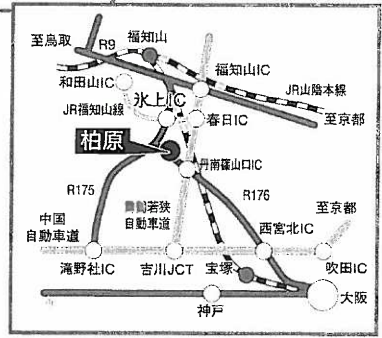 至鳥取
R9
福知山
和田山IC
福知山IC
JR山陰本線
JR福知山線
氷上IC
春日IC
至京都
柏原
丹南篠山口IC
R175
R176
舞鶴若狭
自動車道
中国
自動車道
至京都
西宮北IC
滝野社IC
吉川JCT
宝塚
吹田IC
神戸
大阪